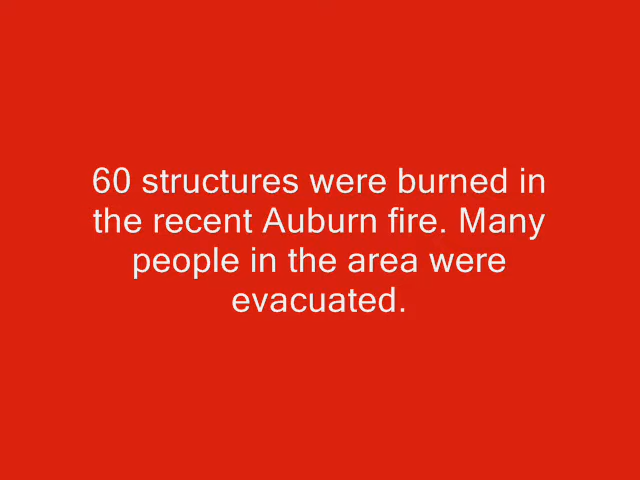 60 structures were burned in
the recent Auburn fire. Many
people in the area were
evacuated.